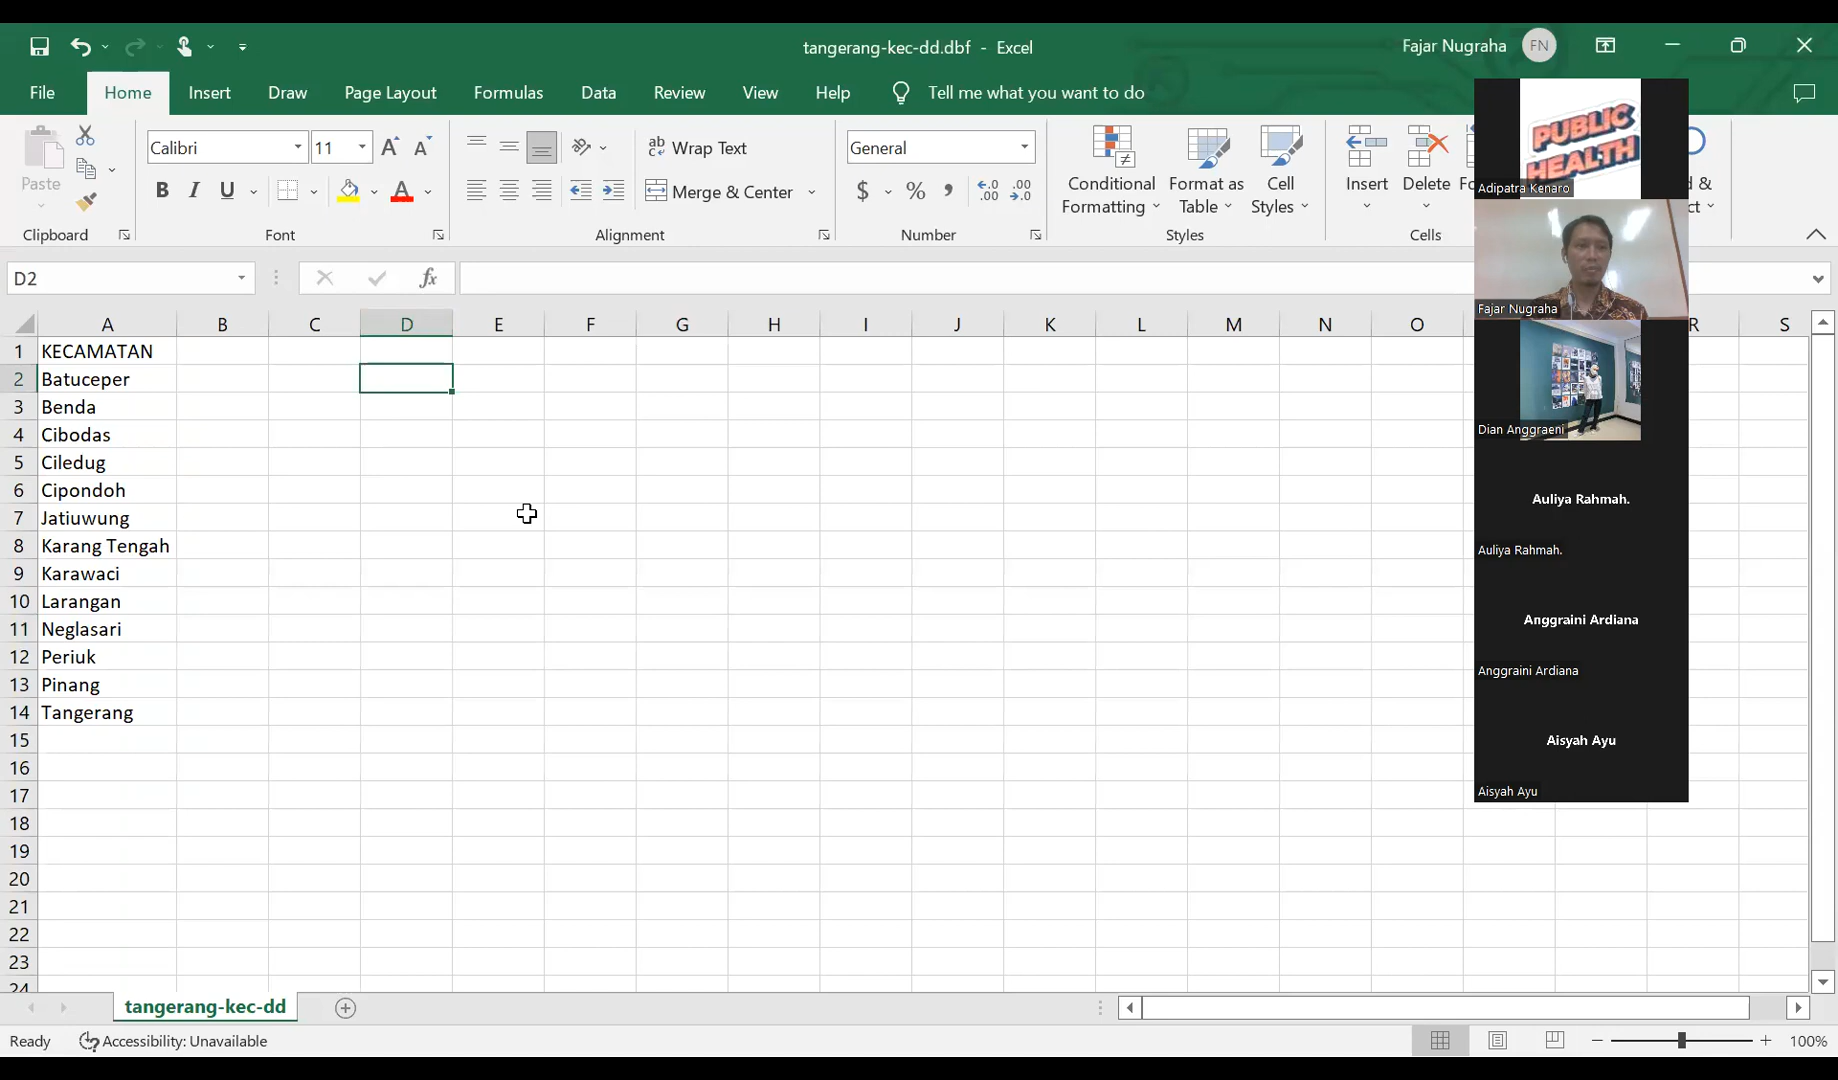 tangerang-kec-dd.dbf - Excel
Fajar Nugraha
FN
File Home Insert Draw Page Layout Formulas Data Review View Help Tell me what you want to do
Paste
Calibri
11
ab Wrap Text
General
B I U
A
Merge & Center
$ % ,
Conditional Formatting
Format as Table
Cell Styles
Insert
Delete
Clipboard
Font
Alignment
Number
Styles
Cells
D2
fx
A B C D E F G H I J K L M N O R S
1 KECAMATAN
2 Batuceper
3 Benda
4 Cibodas
5 Ciledug
6 Cipondoh
7 Jatiuwung
8 Karang Tengah
9 Karawaci
10 Larangan
11 Neglasari
12 Periuk
13 Pinang
14 Tangerang
15
16
17
18
19
20
21
22
23
24
PUBLIC
HEALTH
Adipatra Kenaro
Fajar Nugraha
Dian Anggraeni
Auliya Rahmah.
Auliya Rahmah.
Anggraini Ardiana
Anggraini Ardiana
Aisyah Ayu
Aisyah Ayu
tangerang-kec-dd
Ready
Accessibility: Unavailable
100%